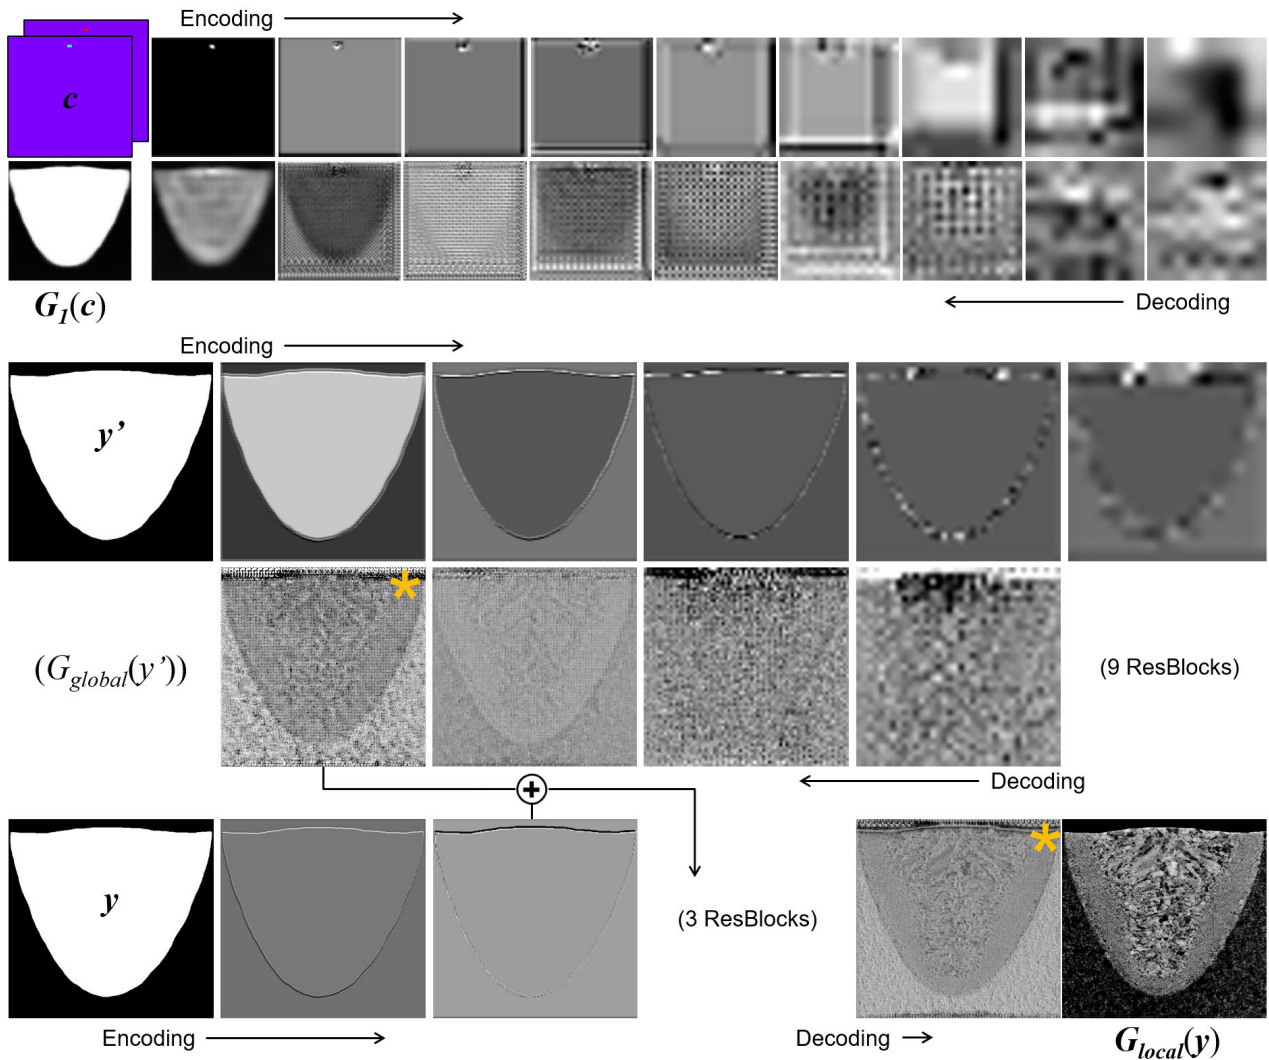 Encoding
c
G1(c)
Decoding
Encoding
y’
*
(Gglobal(y’))
(9 ResBlocks)
Decoding
+
y
*
(3 ResBlocks)
Encoding
Decoding
Glocal(y)